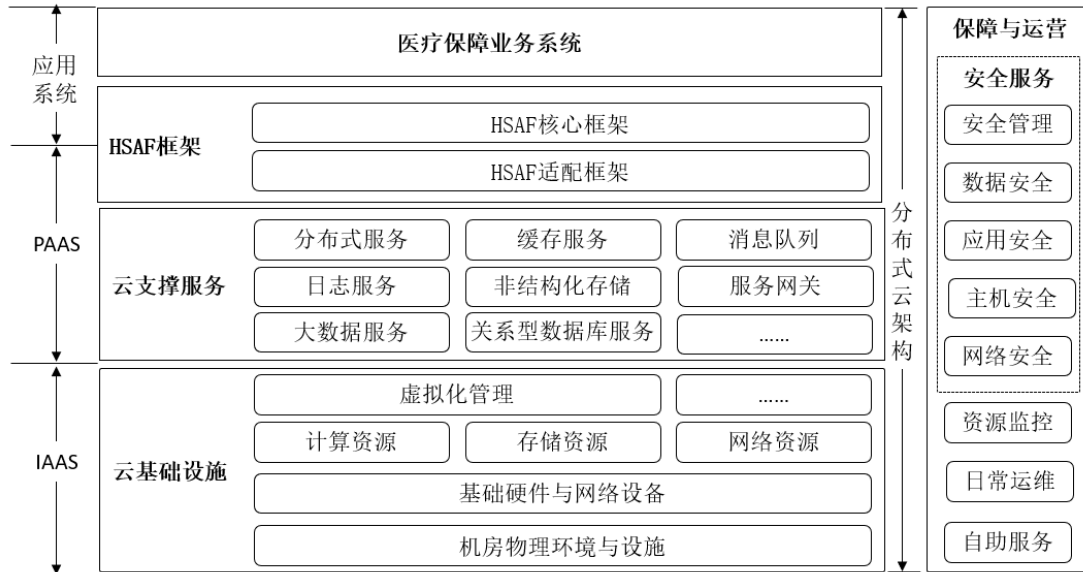 应用
系统
PAAS
IAAS
医疗保障业务系统
HSAF框架
HSAF核心框架
HSAF适配框架
云支撑服务
分布式服务
缓存服务
消息队列
日志服务
非结构化存储
服务网关
大数据服务
关系型数据库服务
......
云基础设施
虚拟化管理
......
计算资源
存储资源
网络资源
基础硬件与网络设备
机房物理环境与设施
分布式云架构
保障与运营
安全服务
安全管理
数据安全
应用安全
主机安全
网络安全
资源监控
日常运维
自助服务